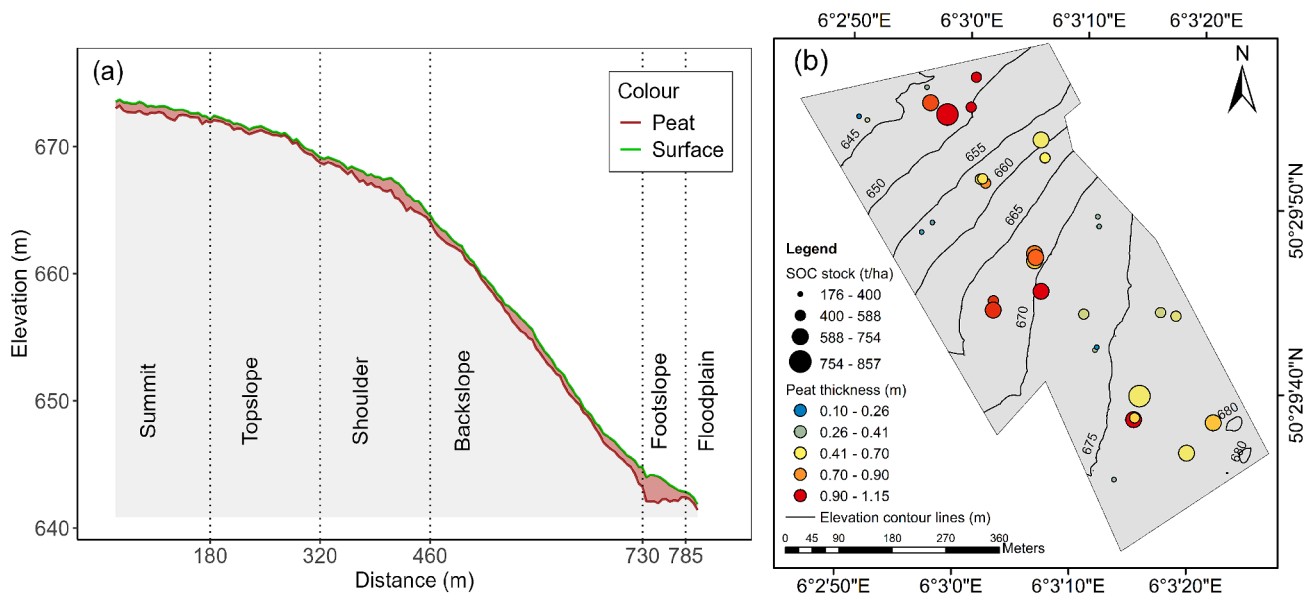 (a)
Colour
Peat
Surface
Elevation (m)
670
660
650
640
Summit
Topslope
Shoulder
Backslope
Footslope
Floodplain
180
320
460
730
785
Distance (m)
(b)
6°2'50"E
6°3'0"E
6°3'10"E
6°3'20"E
N
645
650
655
660
665
670
675
680
680
50°29'50"N
50°29'40"N
Legend
SOC stock (t/ha)
176 - 400
400 - 588
588 - 754
754 - 857
Peat thickness (m)
0.10 - 0.26
0.26 - 0.41
0.41 - 0.70
0.70 - 0.90
0.90 - 1.15
Elevation contour lines (m)
0 45 90 180 270 360
Meters
6°2'50"E
6°3'0"E
6°3'10"E
6°3'20"E